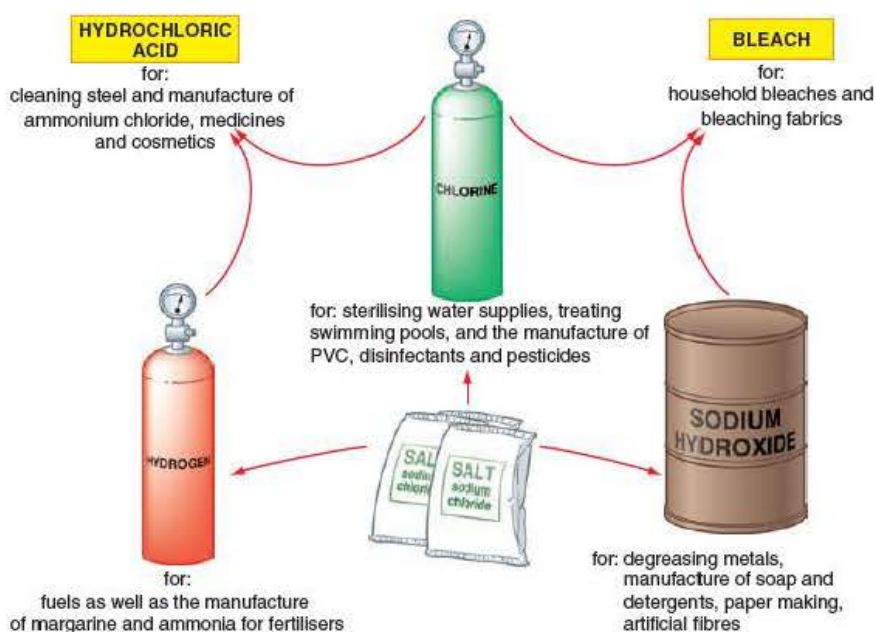 HYDROCHLORIC
ACID
for:
cleaning steel and manufacture of
ammonium chloride, medicines
and cosmetics
BLEACH
for:
household bleaches and
bleaching fabrics
CHLORINE
for: sterilising water supplies, treating
swimming pools, and the manufacture of
PVC, disinfectants and pesticides
HYDROGEN
for:
fuels as well as the manufacture
of margarine and ammonia for fertilisers
SAL
sodiu
chlorid
SALT
sodium
chloride
SODIUM
HYDROXIDE
for: degreasing metals,
manufacture of soap and
detergents, paper making,
artificial fibres